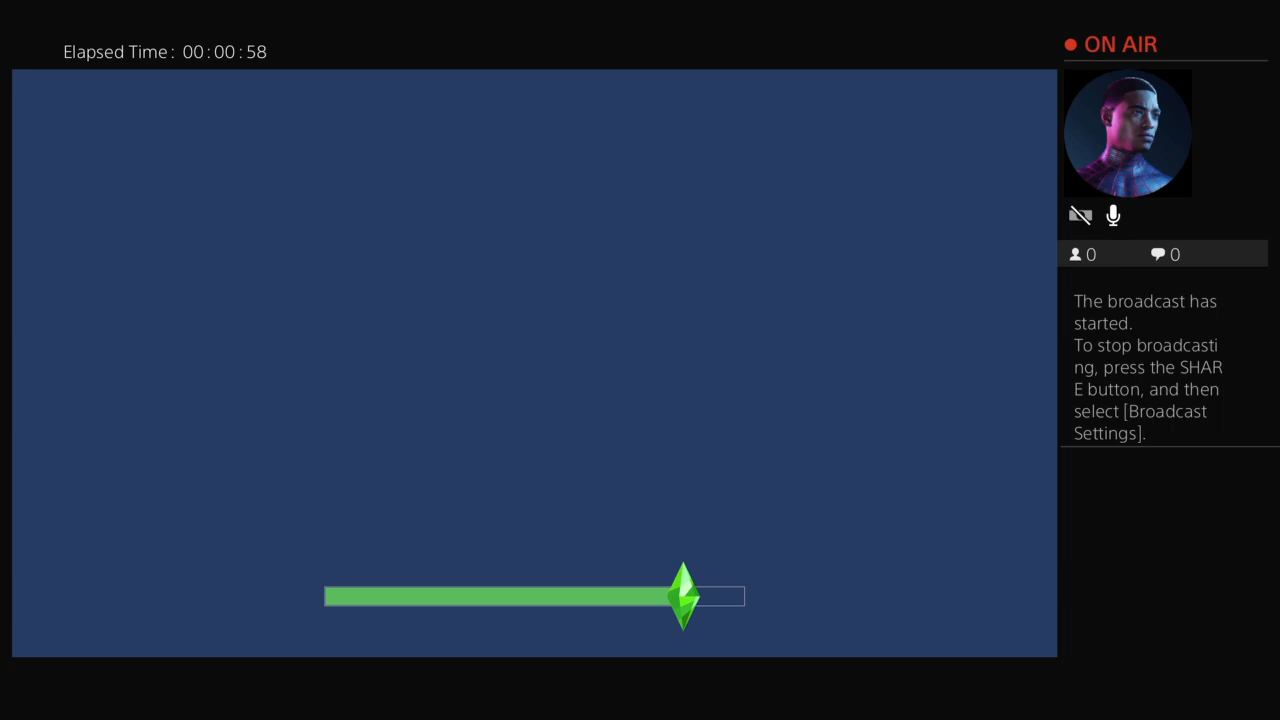 Elapsed Time: 00:00:58
ON AIR
0 0
The broadcast has
started.
To stop broadcasti
ng, press the SHAR
E button, and then
select [Broadcast
Settings].